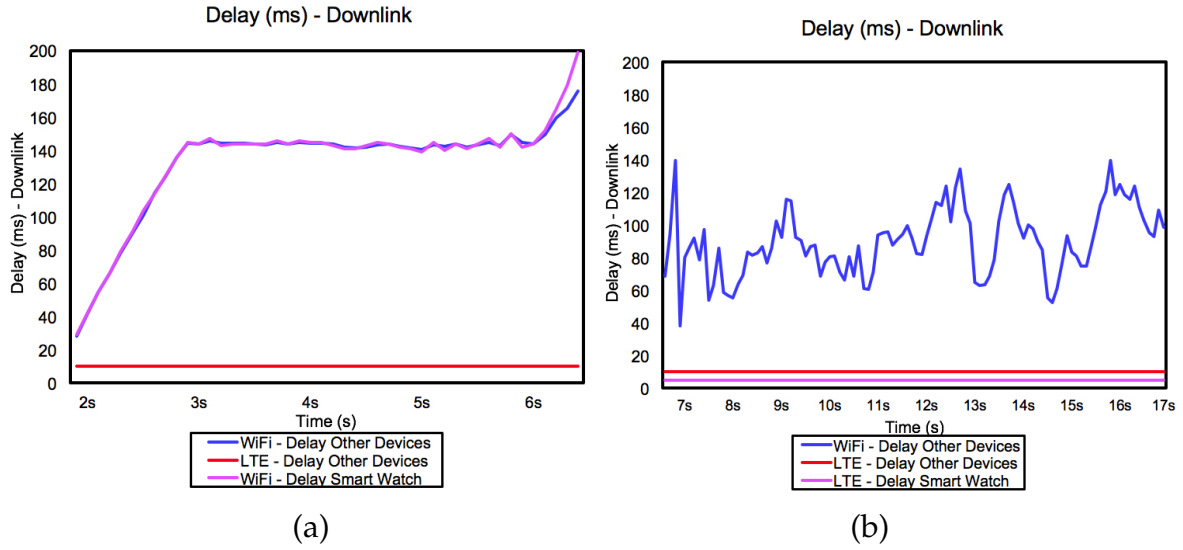 Delay (ms) - Downlink
Delay (ms) - Downlink
200
180
160
140
120
100
80
60
40
20
0
2s 3s 4s 5s 6s
Time (s)
WiFi - Delay Other Devices
LTE - Delay Other Devices
WiFi - Delay Smart Watch
(a)
Delay (ms) - Downlink
Delay (ms) - Downlink
200
180
160
140
120
100
80
60
40
20
0
7s 8s 9s 10s 11s 12s 13s 14s 15s 16s 17s
Time (s)
WiFi - Delay Other Devices
LTE - Delay Other Devices
LTE - Delay Smart Watch
(b)